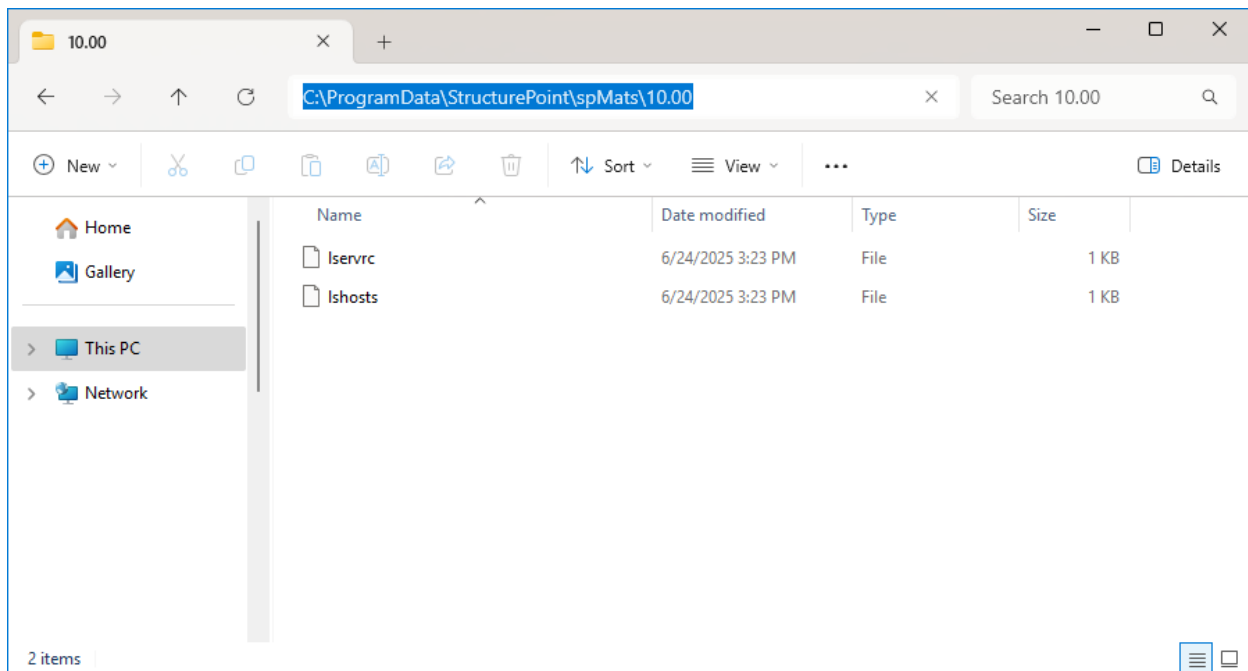 10.00
C:\ProgramData\StructurePoint\spMats\10.00
Search 10.00
New
Sort
View
Details
Home
Gallery
This PC
Network
Name Date modified Type Size
lservrc 6/24/2025 3:23 PM File 1 KB
lshosts 6/24/2025 3:23 PM File 1 KB
2 items